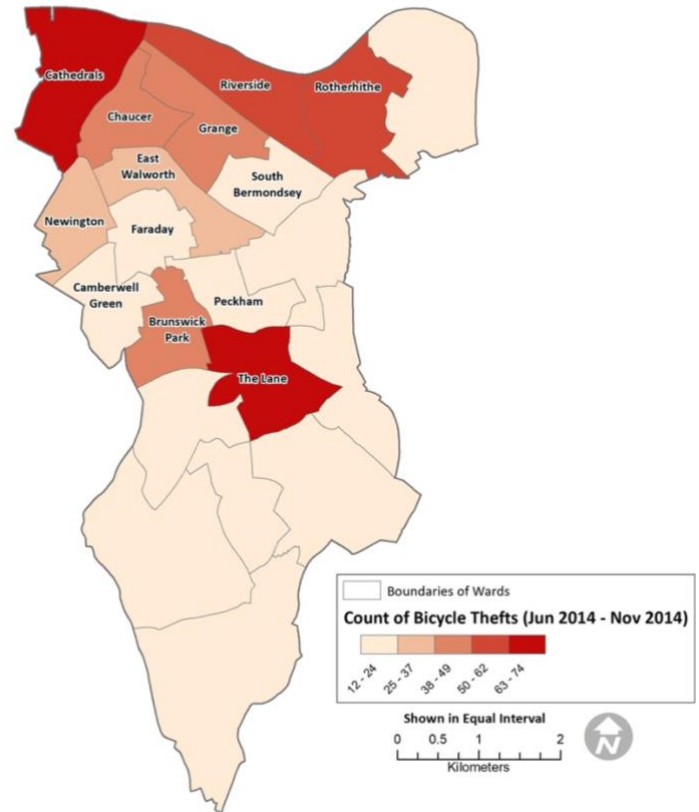 Cathedrals
Riverside
Rotherhithe
Chaucer
Grange
East
Walworth
South
Bermondsey
Newington
Faraday
Camberwell
Green
Peckham
Brunswick
Park
The Lane
Boundaries of Wards
Count of Bicycle Thefts (Jun 2014 - Nov 2014)
12 - 24
25 - 37
38 - 49
50 - 62
63 - 74
Shown in Equal Interval
0 0.5 1 2
Kilometers
N